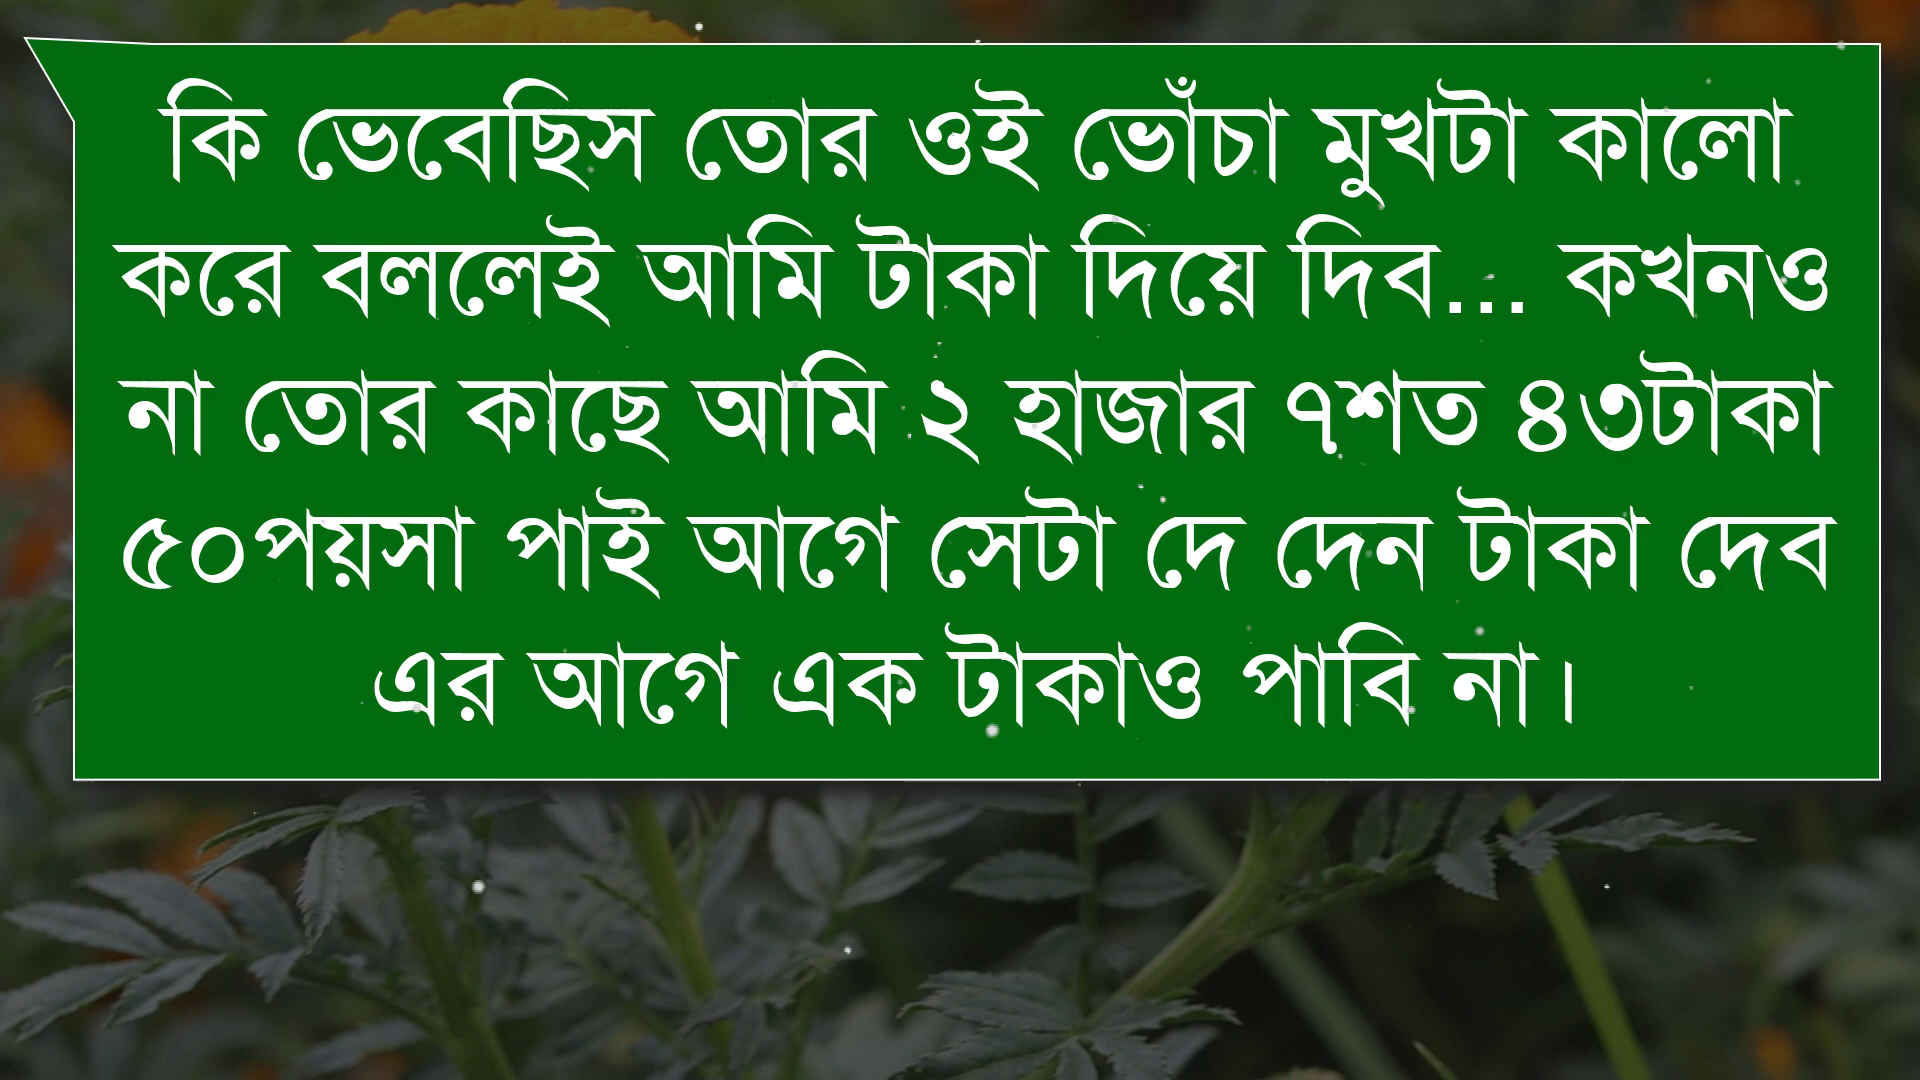 কি ভেবেছিস তোর ওই ভোঁচা মুখটা কালো
করে বললেই আমি টাকা দিয়ে দিব... কখনও
না তোর কাছে আমি ২ হাজার ৭শত ৪৩টাকা
৫০পয়সা পাই আগে সেটা দে দেন টাকা দেব
এর আগে এক টাকাও পাবি না।